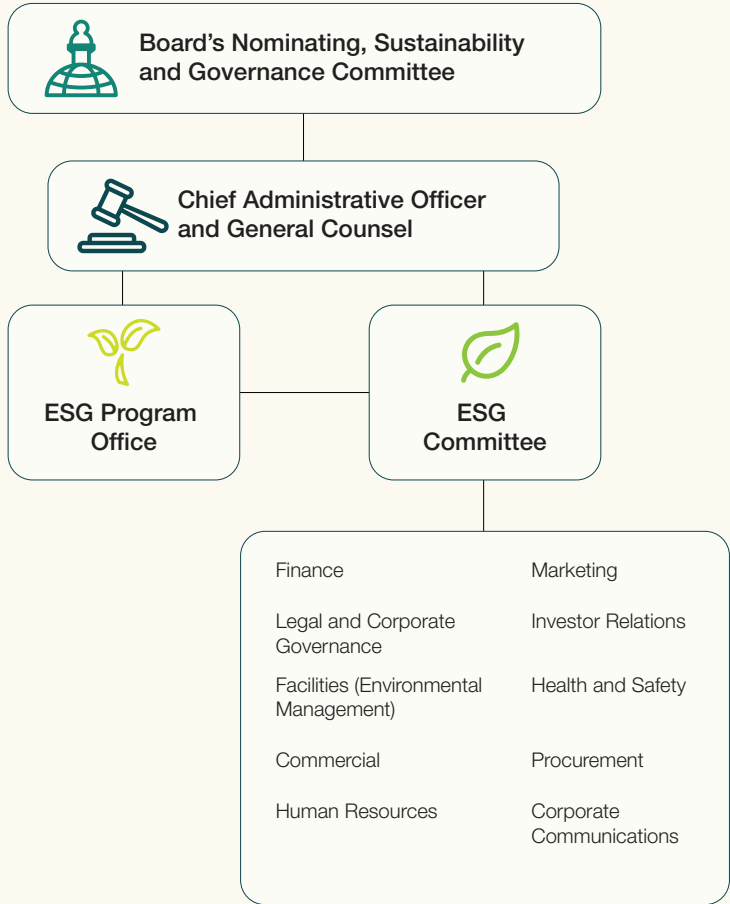 Board’s Nominating, Sustainability
and Governance Committee
Chief Administrative Officer
and General Counsel
ESG Program
Office
ESG
Committee
Finance
Legal and Corporate
Governance
Facilities (Environmental
Management)
Commercial
Human Resources
Marketing
Investor Relations
Health and Safety
Procurement
Corporate
Communications